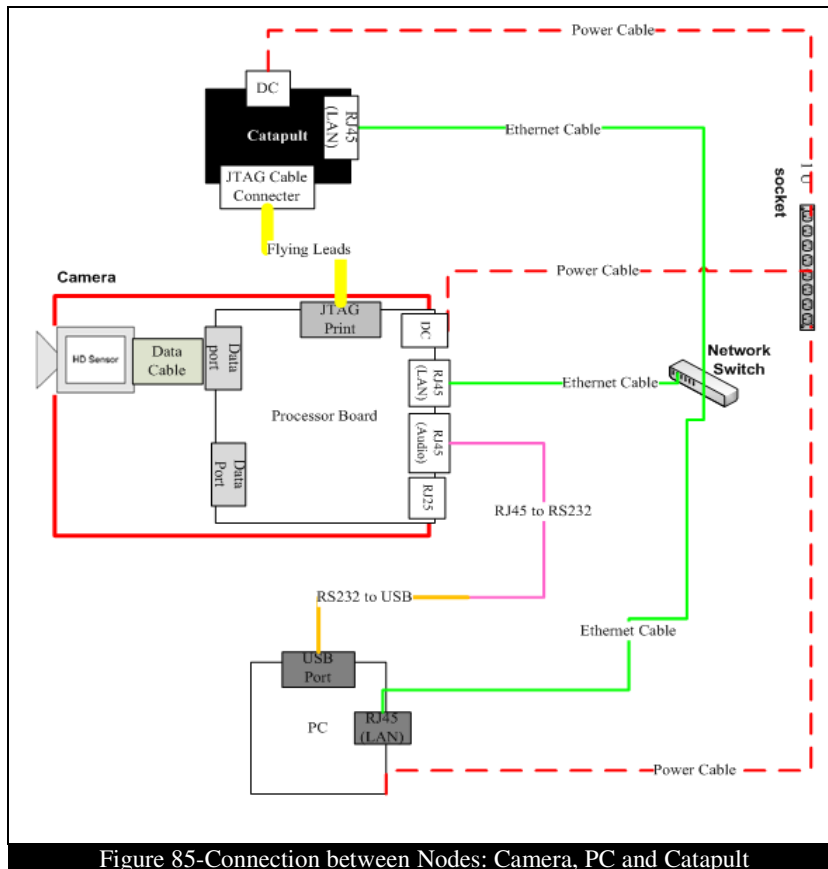 Power Cable
DC
Catapult
RJ45
(LAN)
Ethernet Cable
JTAG Cable
Connecter
1U
socket
Flying Leads
Camera
Power Cable
JTAG
Print
DC
HD Sensor
Data
Cable
Data
port
RJ45
(LAN)
Ethernet Cable
Network
Switch
Processor Board
RJ45
(Audio)
Data
Port
RJ25
RJ45 to RS232
RS232 to USB
Ethernet Cable
USB
Port
PC
RJ45
(LAN)
Power Cable
Figure 85-Connection between Nodes: Camera, PC and Catapult